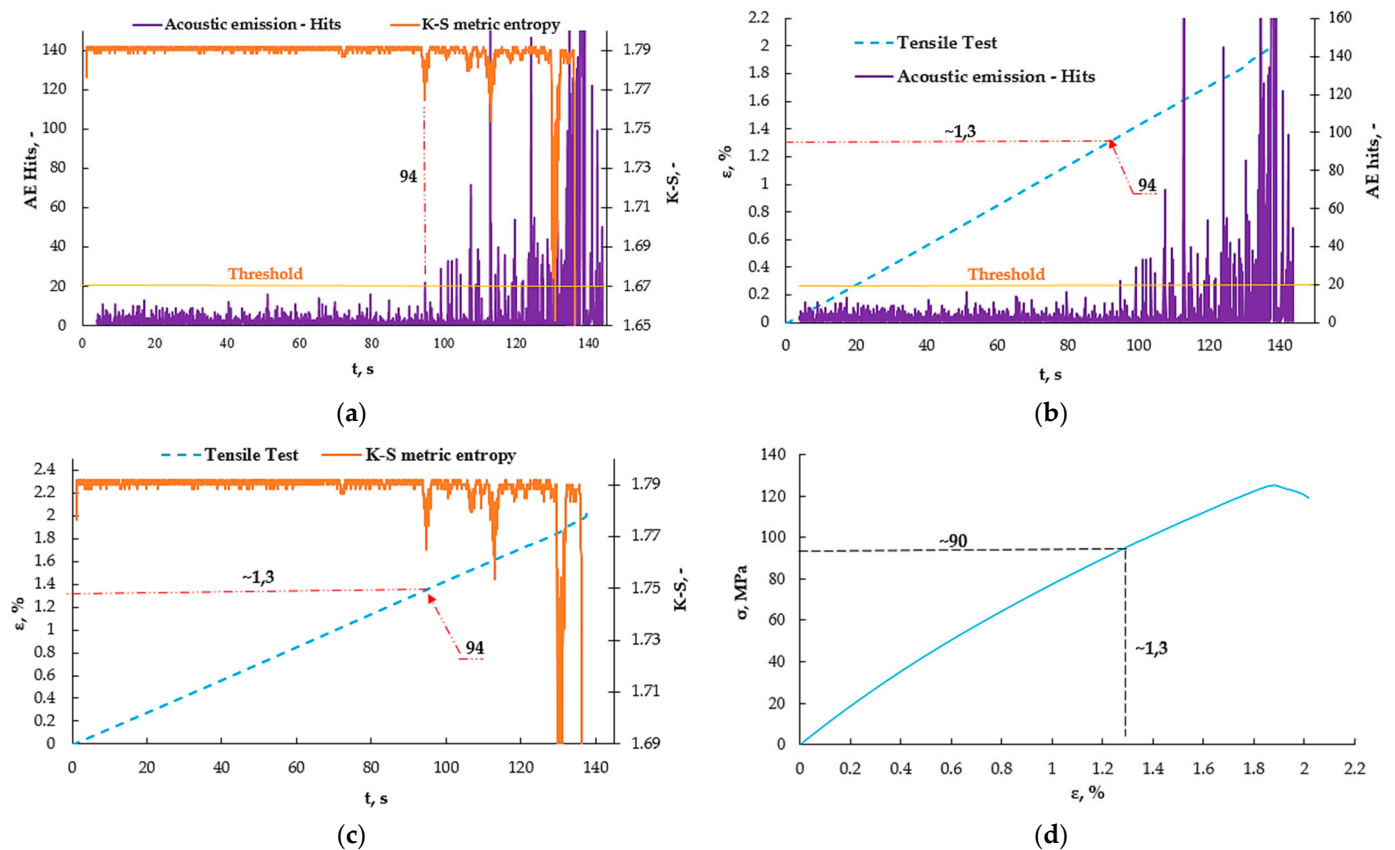 Acoustic emission - Hits K-S metric entropy
AE Hits, -
140
120
100
80
60
40
20
0
1.79
1.77
1.75
1.73
1.71
1.69
1.67
1.65
K-S, -
94
Threshold
0 20 40 60 80 100 120 140
t, s
(a)
Tensile Test
Acoustic emission - Hits
ε, %
2.2
2
1.8
1.6
1.4
1.2
1
0.8
0.6
0.4
0.2
0
160
140
120
100
80
60
40
20
0
AE hits, -
~1,3
94
Threshold
0 20 40 60 80 100 120 140
t, s
(b)
Tensile Test K-S metric entropy
ε, %
2.4
2.2
2
1.8
1.6
1.4
1.2
1
0.8
0.6
0.4
0.2
0
1.79
1.77
1.75
1.73
1.71
1.69
K-S, -
~1,3
94
0 20 40 60 80 100 120 140
t, s
(c)
σ, MPa
140
120
100
80
60
40
20
0
~90
~1,3
0 0.2 0.4 0.6 0.8 1 1.2 1.4 1.6 1.8 2 2.2
ε, %
(d)